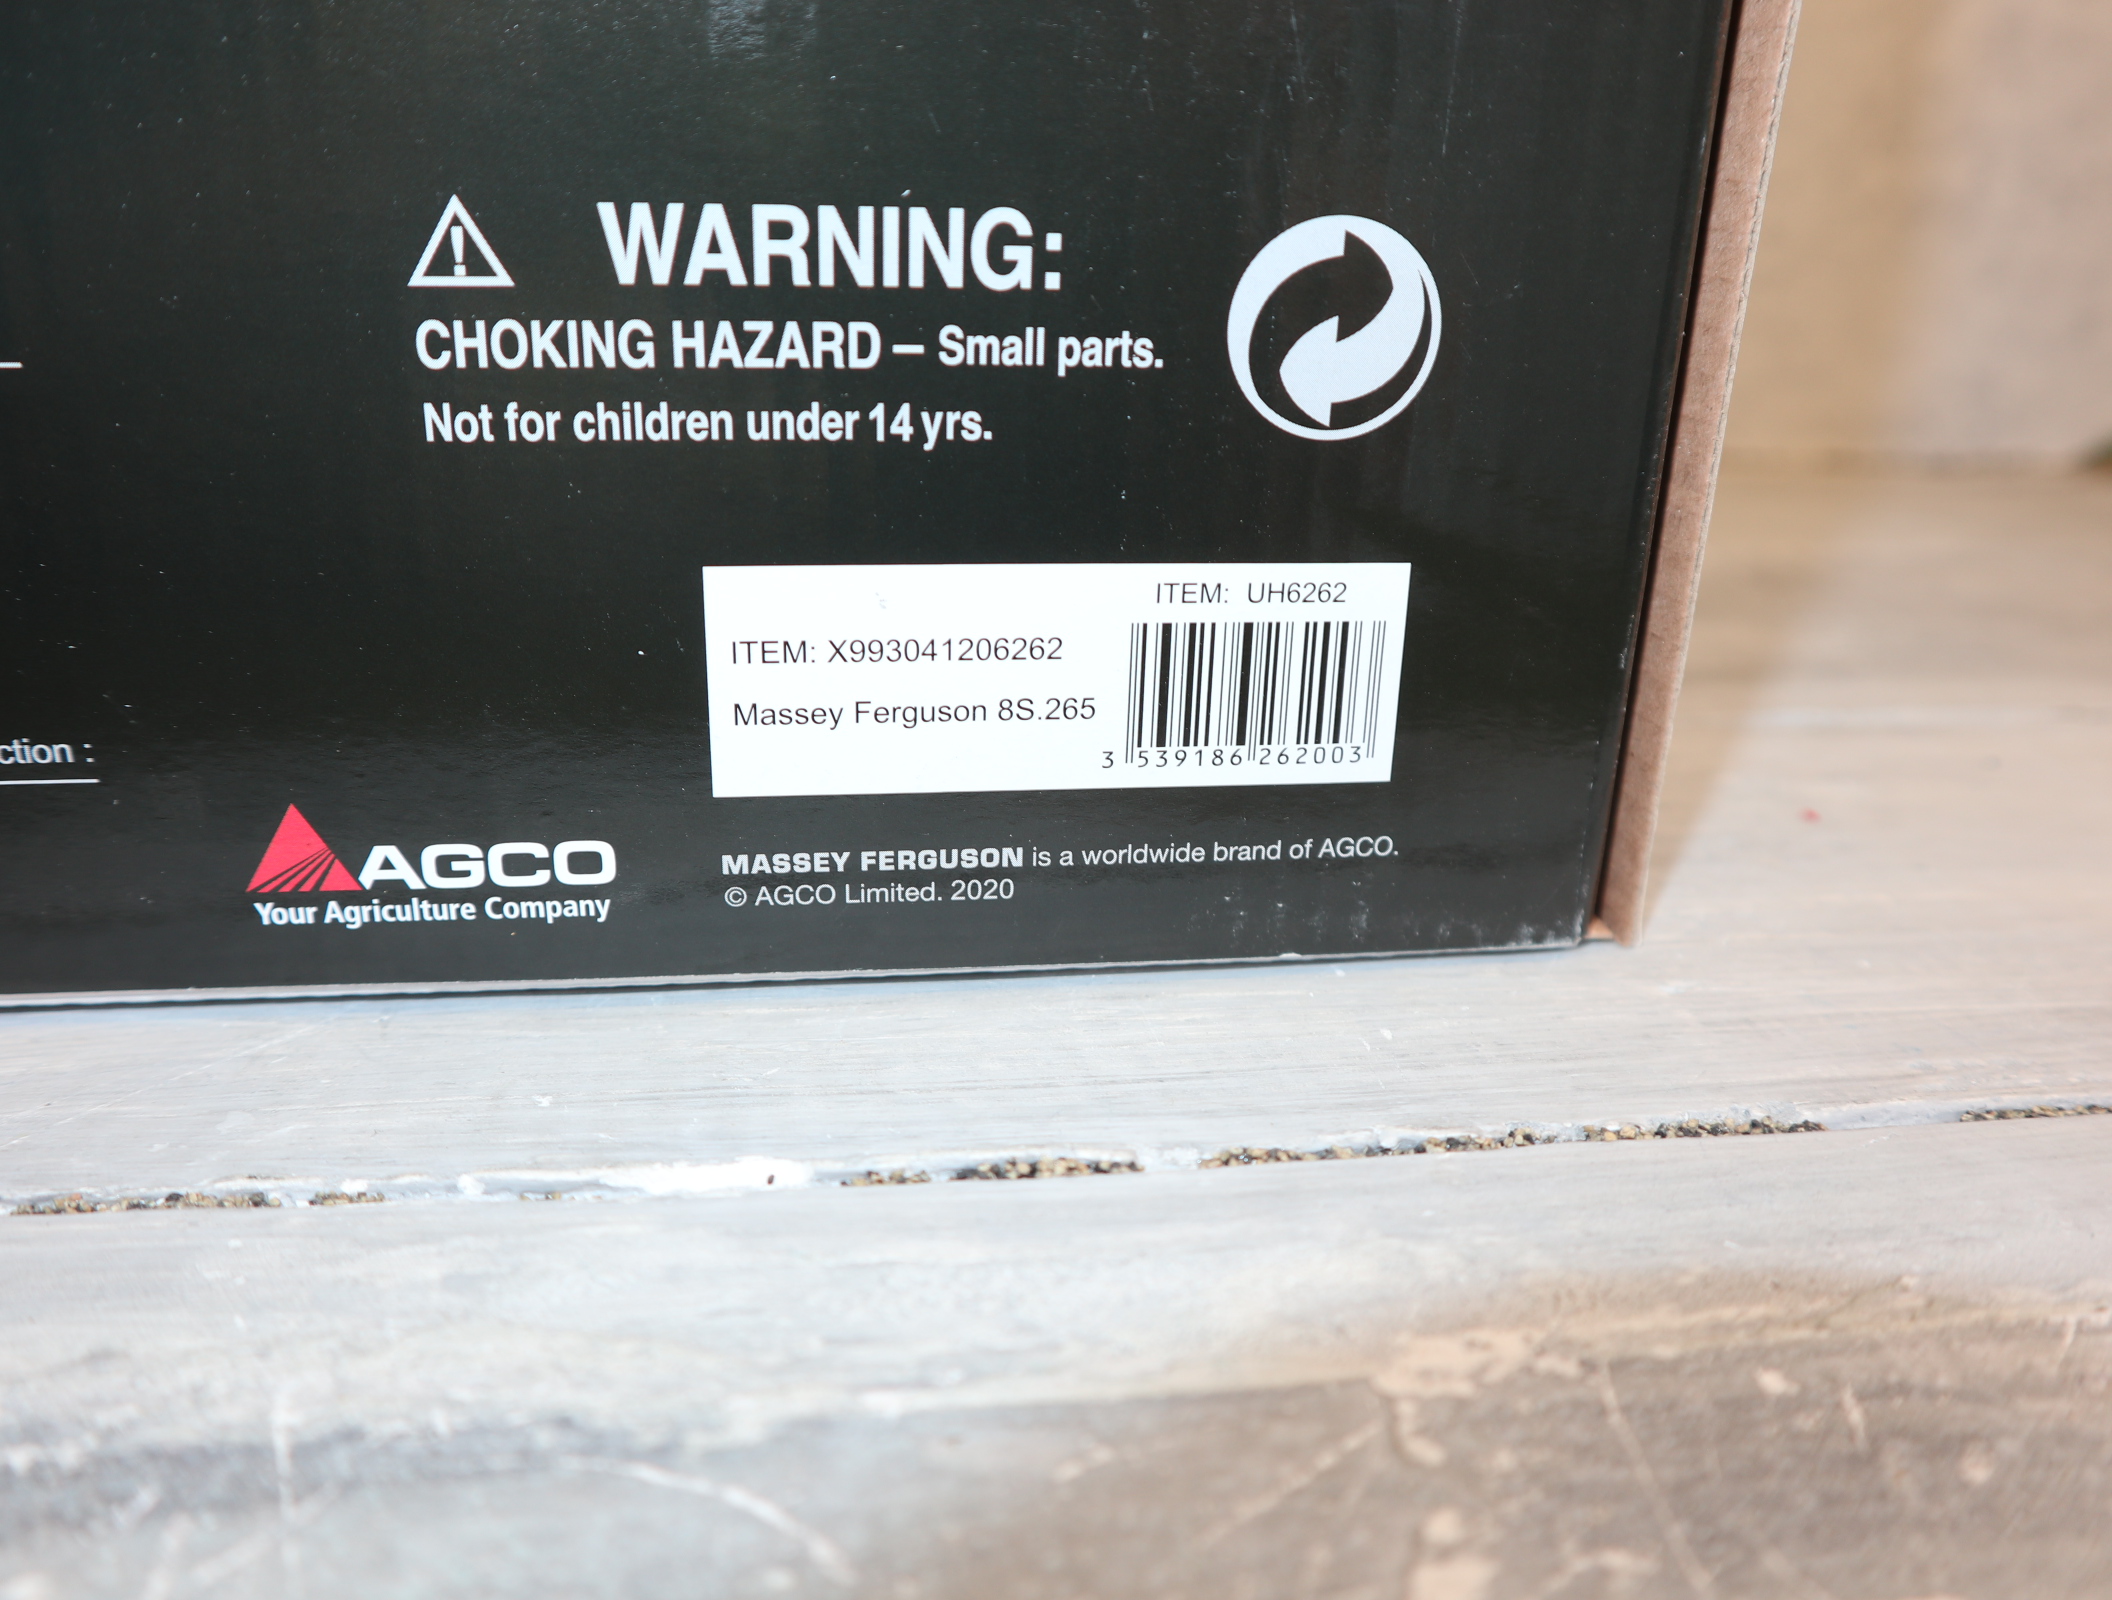 WARNING:
CHOKING HAZARD – Small parts.
Not for children under 14 yrs.
ITEM: UH6262
ITEM: X993041206262
Massey Ferguson 8S.265
3 539186 262003
ction :
AGCO
Your Agriculture Company
MASSEY FERGUSON is a worldwide brand of AGCO.
© AGCO Limited. 2020